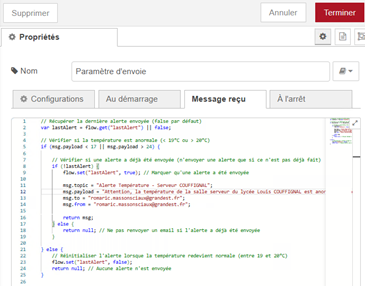 Supprimer
Annuler
Terminer
Propriétés
Nom
Paramètre d'envoie
Configurations
Au démarrage
Message reçu
À l'arrêt
1 // Récupérer la dernière alerte envoyée (false par défaut)
2 var lastAlert = flow.get("lastAlert") || false;
3
4 // Vérifier si la température est anormale (< 19°C ou > 20°C)
5 if (msg.payload < 17 || msg.payload > 24) {
6
7 // Vérifier si une alerte a déjà été envoyée (n'envoyer une alerte que si ce n'est pas déjà fait)
8 if (!lastAlert) {
9 flow.set("lastAlert", true); // Marquer qu'une alerte a été envoyée
10
11 msg.topic = "Alerte Température - Serveur COUFFIGNAL";
12 msg.payload = "Attention, la température de la salle serveur du lycée Louis COUFFIGNAL est anor
13 msg.to = "romaric.massonsciaux@grandest.fr";
14 msg.from = "romaric.massonsciaux@grandest.fr";
15
16 return msg;
17 } else {
18 return null; // Ne pas renvoyer un email si l'alerte a déjà été envoyée
19 }
20
21 } else {
22 // Réinitialiser l'alerte lorsque la température redevient normale (entre 19 et 20°C)
23 flow.set("lastAlert", false);
24 return null; // Aucune alerte n'est envoyée
25 }